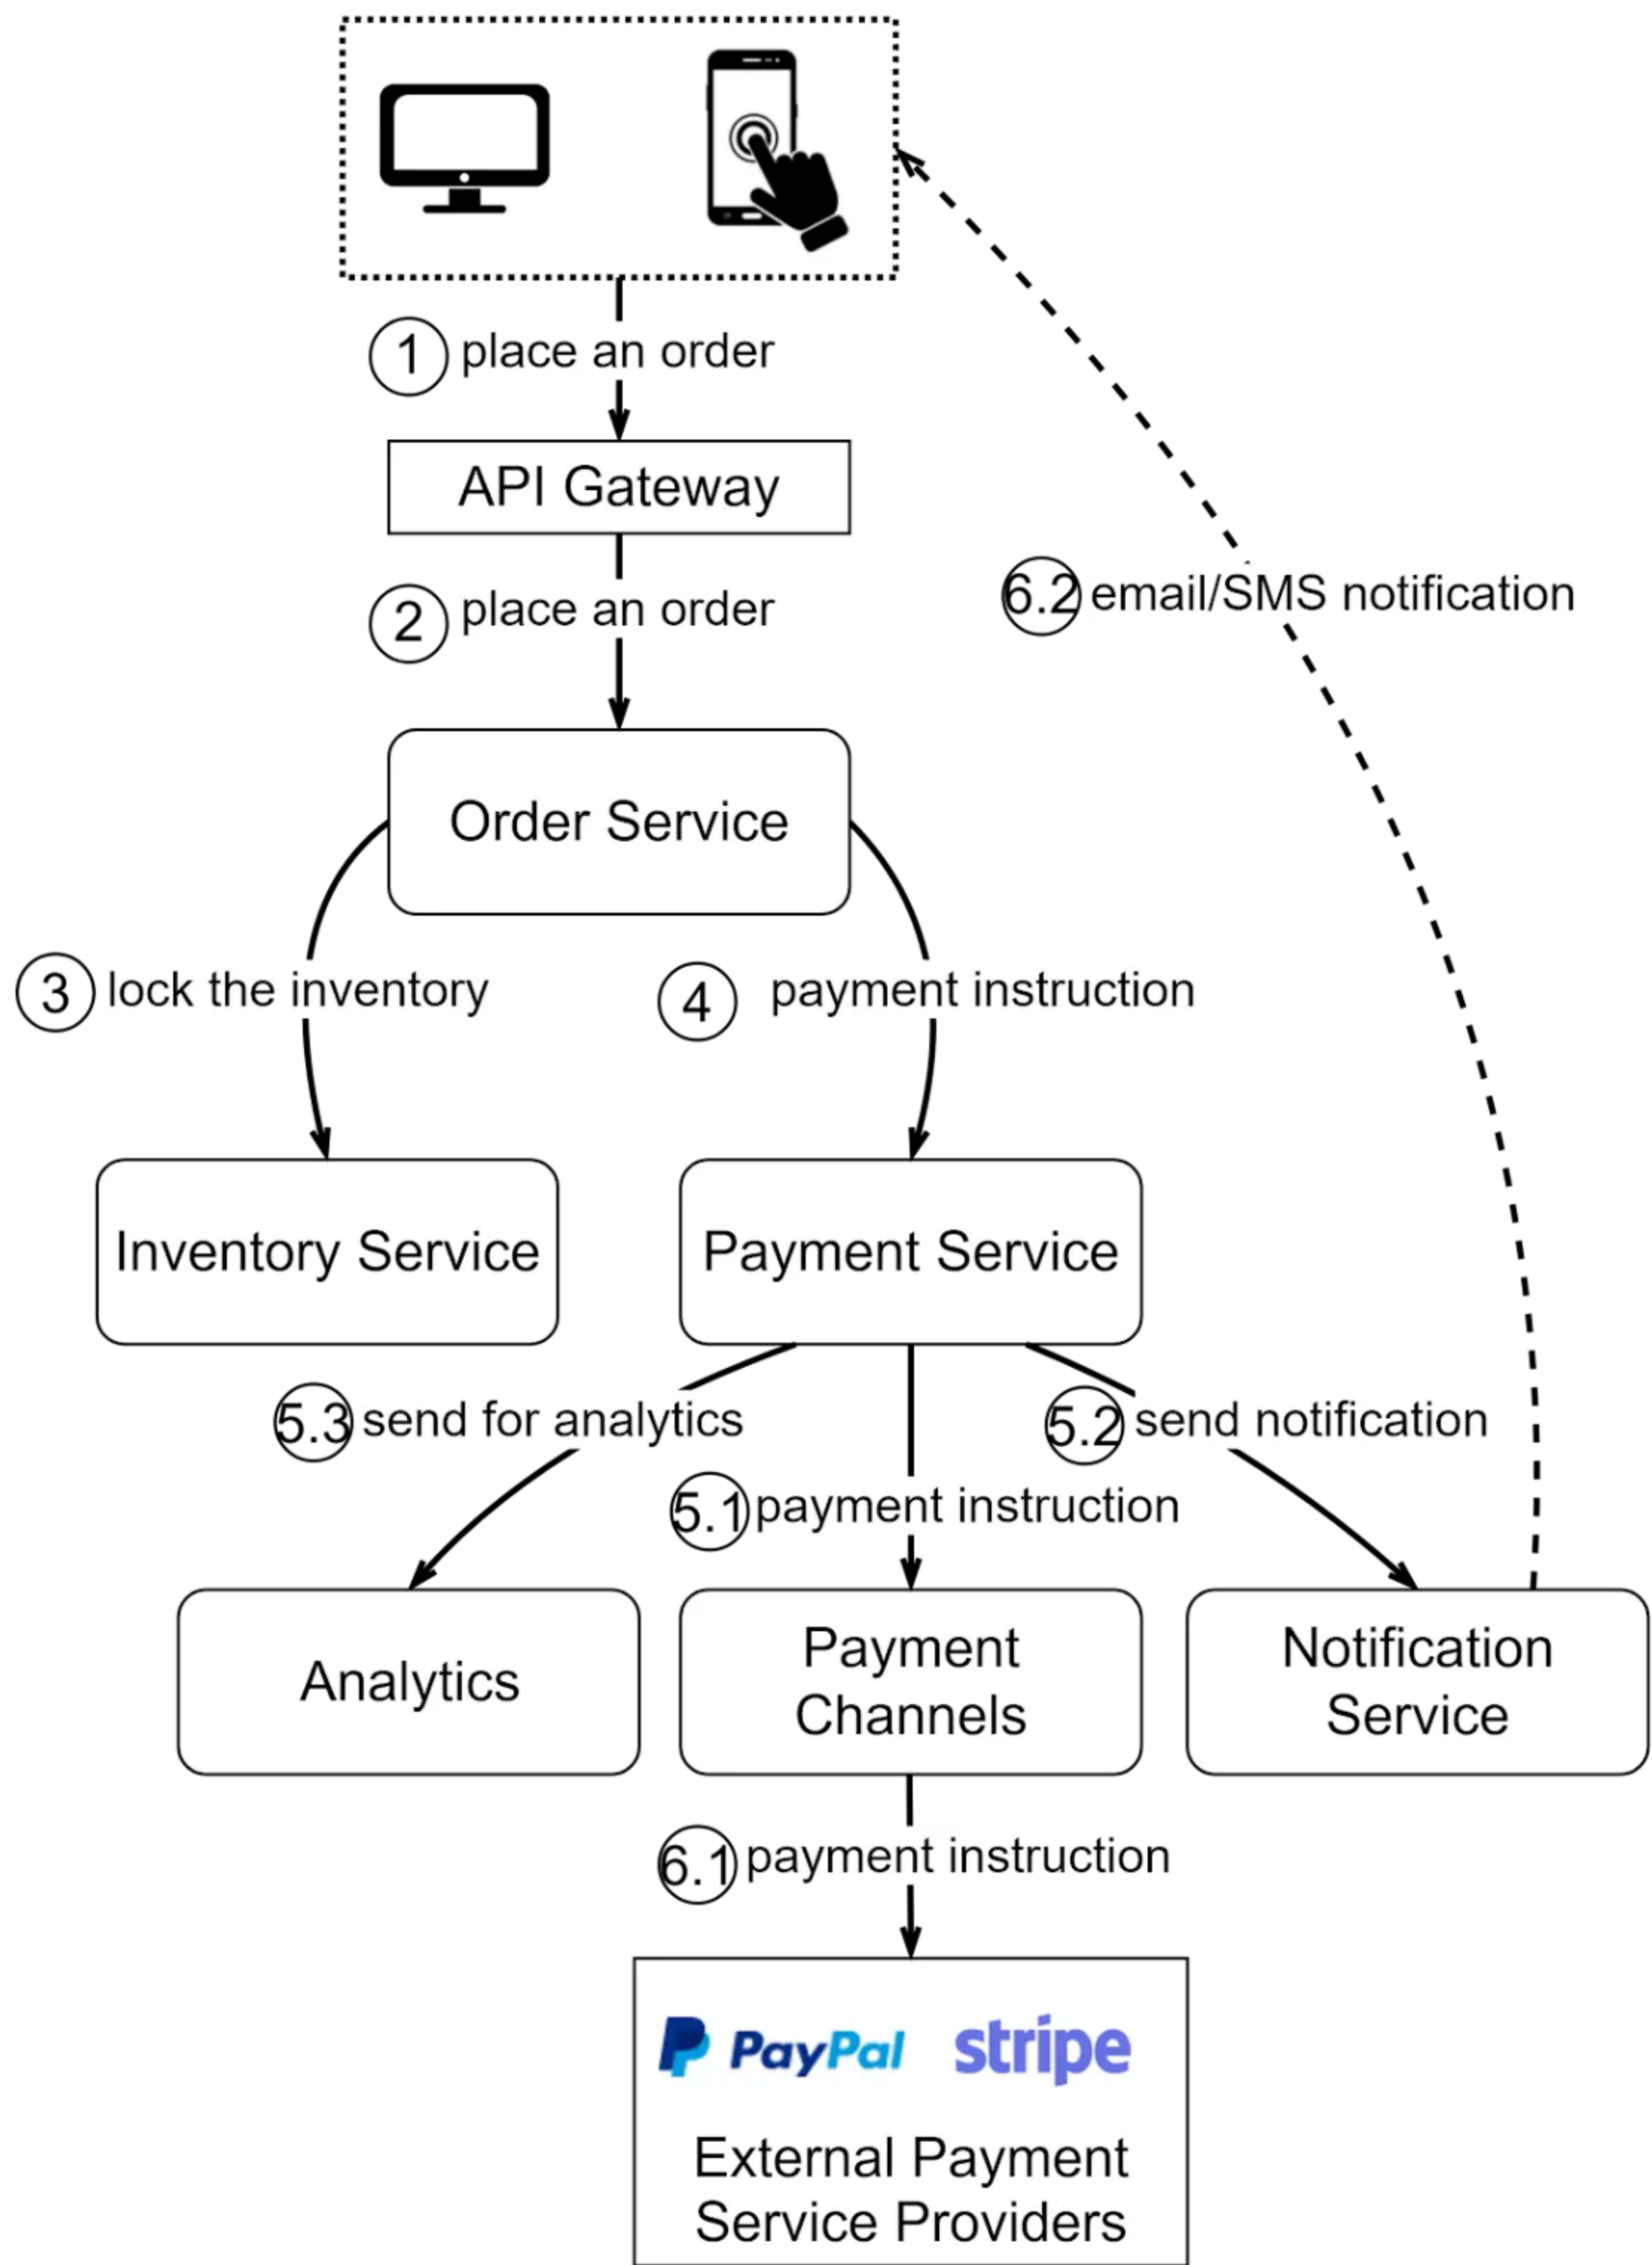 1 place an order
API Gateway
2 place an order
6.2 email/SMS notification
Order Service
3 lock the inventory
4 payment instruction
Inventory Service
Payment Service
5.3 send for analytics
5.2 send notification
5.1 payment instruction
Analytics
Payment
Channels
Notification
Service
6.1 payment instruction
PayPal
stripe
External Payment
Service Providers